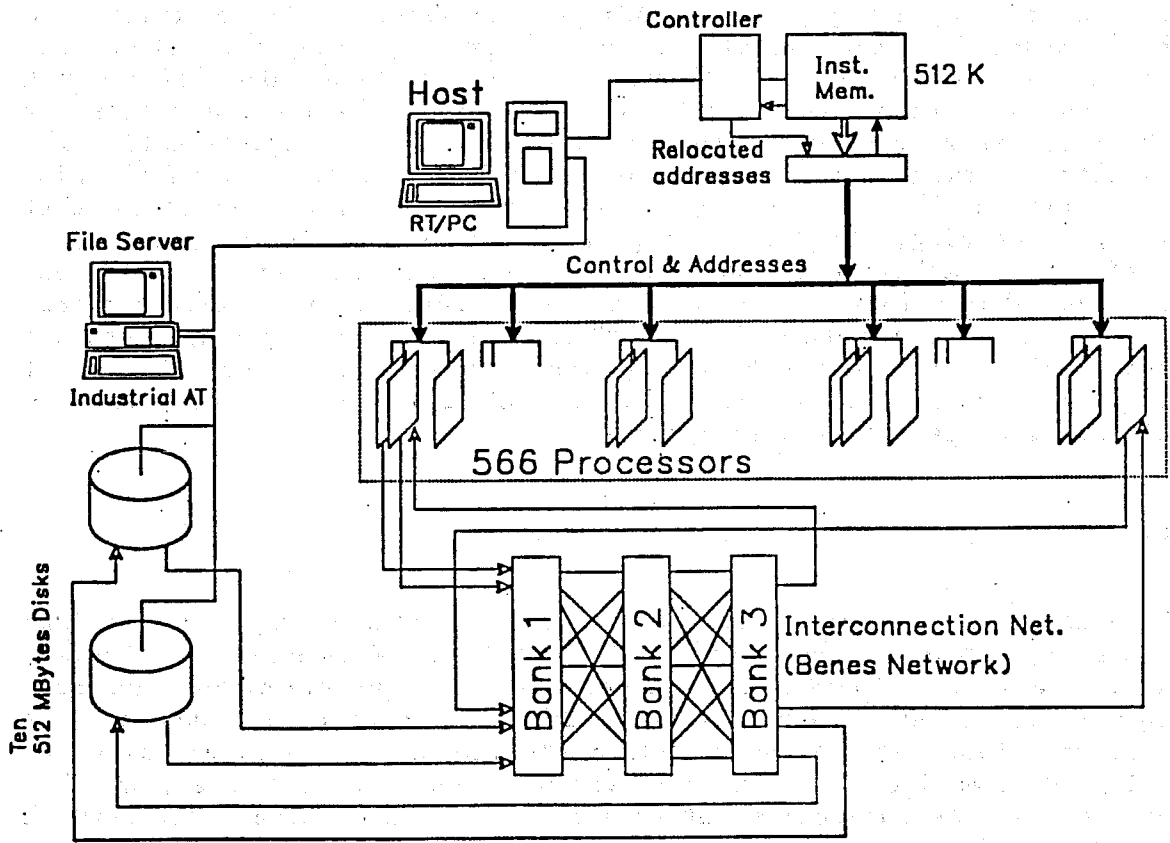 Controller
Inst.
Mem.
512 K
Host
Relocated
addresses
RT/PC
File Server
Control & Addresses
Industrial AT
566 Processors
Ten
512 MBytes Disks
Bank 1
Bank 2
Bank 3
Interconnection Net.
(Benes Network)